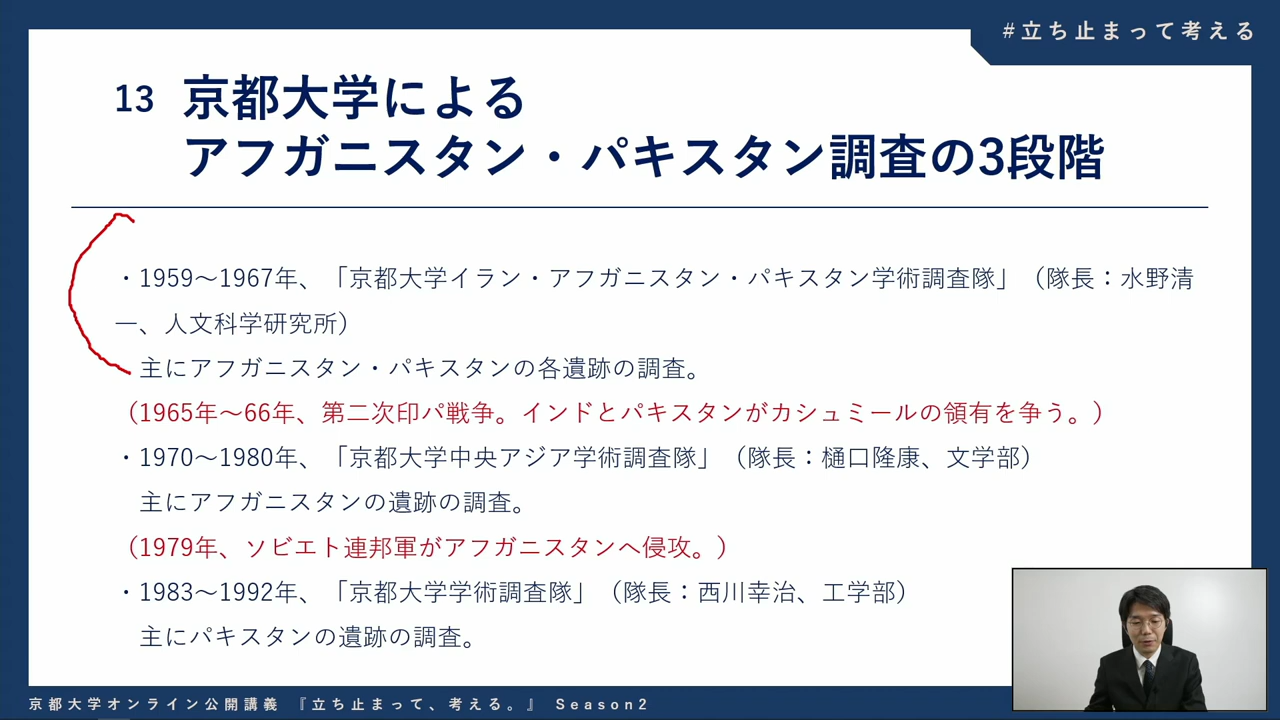 #立ち止まって考える
13 京都大学による
アフガニスタン・パキスタン調査の3段階
・1959～1967年、「京都大学イラン・アフガニスタン・パキスタン学術調査隊」（隊長：水野清
一、人文科学研究所）
主にアフガニスタン・パキスタンの各遺跡の調査。
（1965年～66年、第二次印パ戦争。インドとパキスタンがカシュミールの領有を争う。）
・1970～1980年、「京都大学中央アジア学術調査隊」（隊長：樋口隆康、文学部）
主にアフガニスタンの遺跡の調査。
（1979年、ソビエト連邦軍がアフガニスタンへ侵攻。）
・1983～1992年、「京都大学学術調査隊」（隊長：西川幸治、工学部）
主にパキスタンの遺跡の調査。
京都大学オンライン公開講義 『立ち止まって、考える。』 Season2